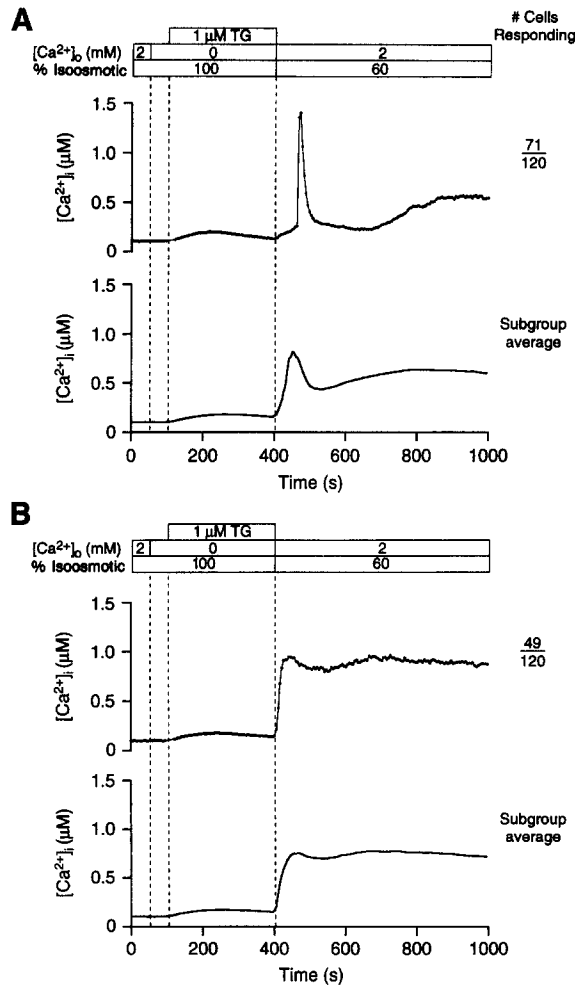 A
# Cells
Responding
1 μM TG
[Ca²⁺]o (mM) 2 0 2
% Isoosmotic 100 60
1.5
1.0
0.5
0
[Ca²⁺]i (μM)
71
120
1.5
1.0
0.5
0
[Ca²⁺]i (μM)
Subgroup
average
0 200 400 600 800 1000
Time (s)
B
1 μM TG
[Ca²⁺]o (mM) 2 0 2
% Isoosmotic 100 60
1.5
1.0
0.5
0
[Ca²⁺]i (μM)
49
120
1.5
1.0
0.5
0
[Ca²⁺]i (μM)
Subgroup
average
0 200 400 600 800 1000
Time (s)